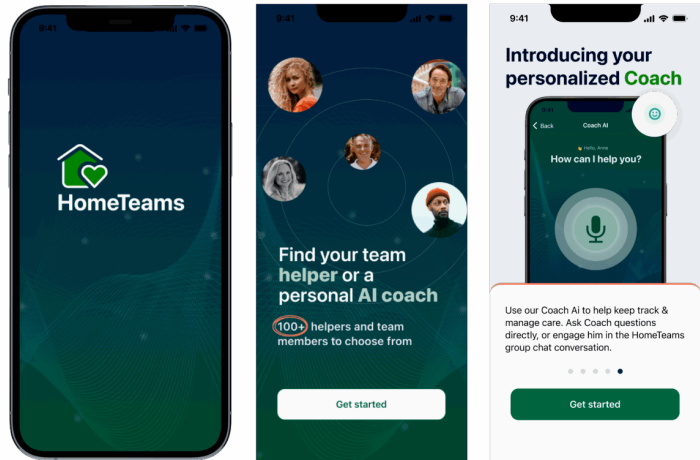 9:41
HomeTeams
9:41
Find your team
helper or a
personal AI coach
100+ helpers and team
members to choose from
Get started
9:41
Introducing your
personalized Coach
9:41
Back
Coach AI
Hello, Anna
How can I help you?
Use our Coach Ai to help keep track &
manage care. Ask Coach questions
directly, or engage him in the HomeTeams
group chat conversation.
Get started